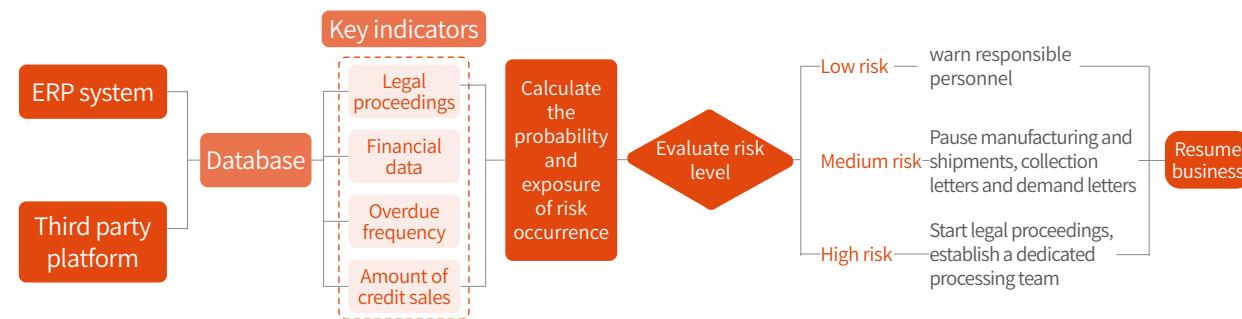 ERP system
Third party
platform
Database
Key indicators
Legal
proceedings
Financial
data
Overdue
frequency
Amount of
credit sales
Calculate
the
probability
and
exposure
of risk
occurrence
Evaluate risk
level
Low risk
warn responsible
personnel
Medium risk
Pause manufacturing and
shipments, collection
letters and demand letters
High risk
Start legal proceedings,
establish a dedicated
processing team
Resume
business